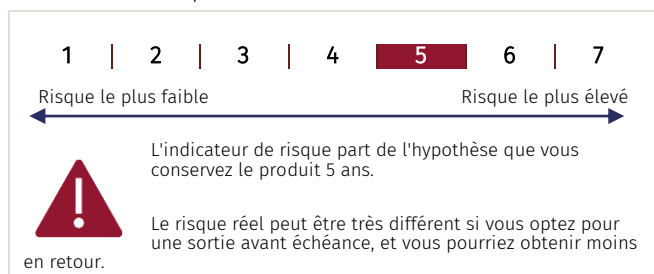 1 | 2 | 3 | 4 5 6 | 7
Risque le plus faible Risque le plus élevé
L'indicateur de risque part de l'hypothèse que vous
conservez le produit 5 ans.
Le risque réel peut être très différent si vous optez pour
une sortie avant échéance, et vous pourriez obtenir moins
en retour.